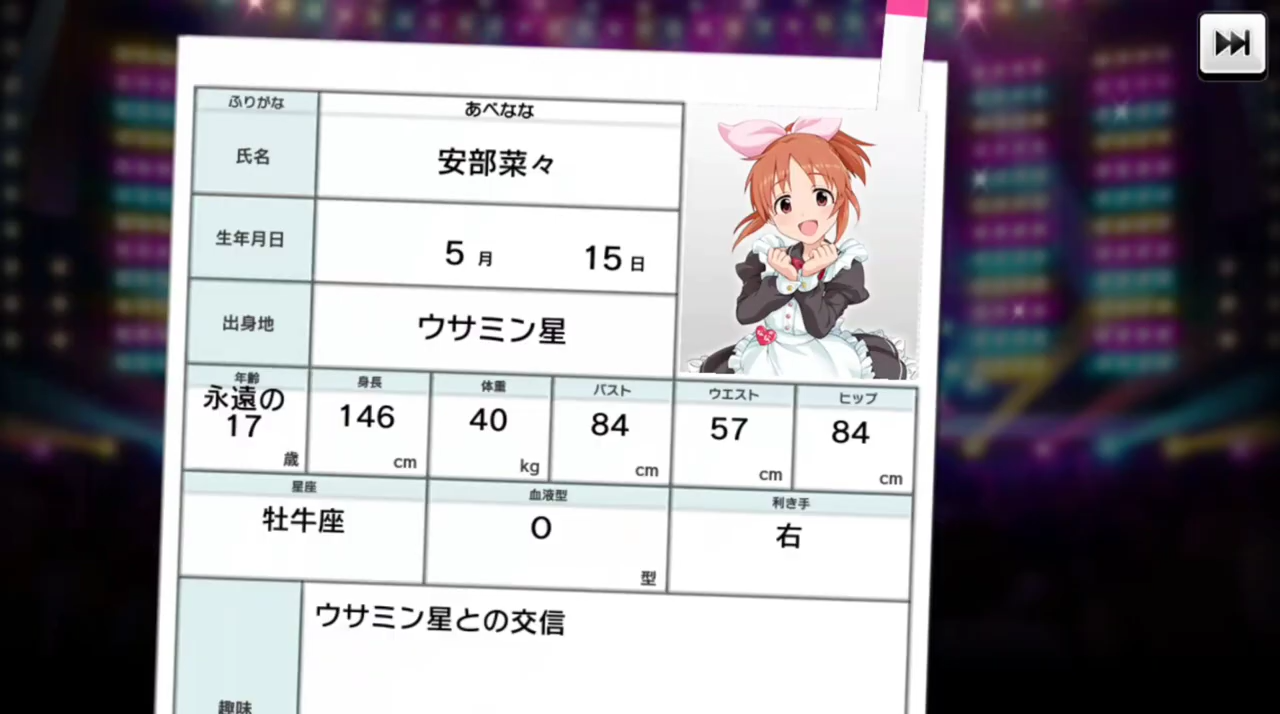 ふりがな
あべなな
氏名
安部菜々
生年月日
5月 15日
出身地
ウサミン星
年齢
永遠の
17
歳
身長
146
cm
体重
40
kg
バスト
84
cm
ウエスト
57
cm
ヒップ
84
cm
星座
牡牛座
血液型
O
型
利き手
右
趣味
ウサミン星との交信